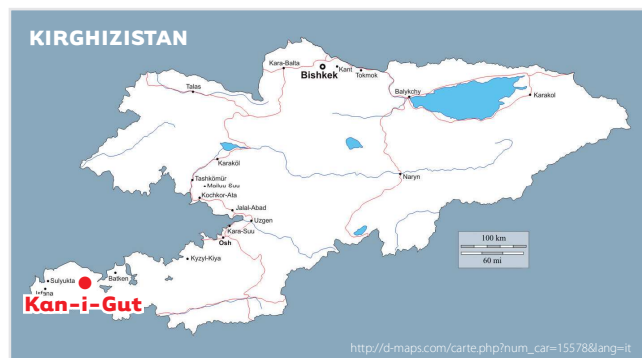 KIRGHIZISTAN
Kara-Balta
Bishkek
Kant
Tokmok
Talas
Balykchy
Karakol
Karaköl
Tashkömür
Kochkor-Ata
Naryn
Jalal-Abad
Uzgen
Kara-Suu
Osh
Kyzyl-Kiya
100 km
60 mi
Sulyukta
Batken
Kan-i-Gut
http://d-maps.com/carte.php?num_car=15578&lang=it